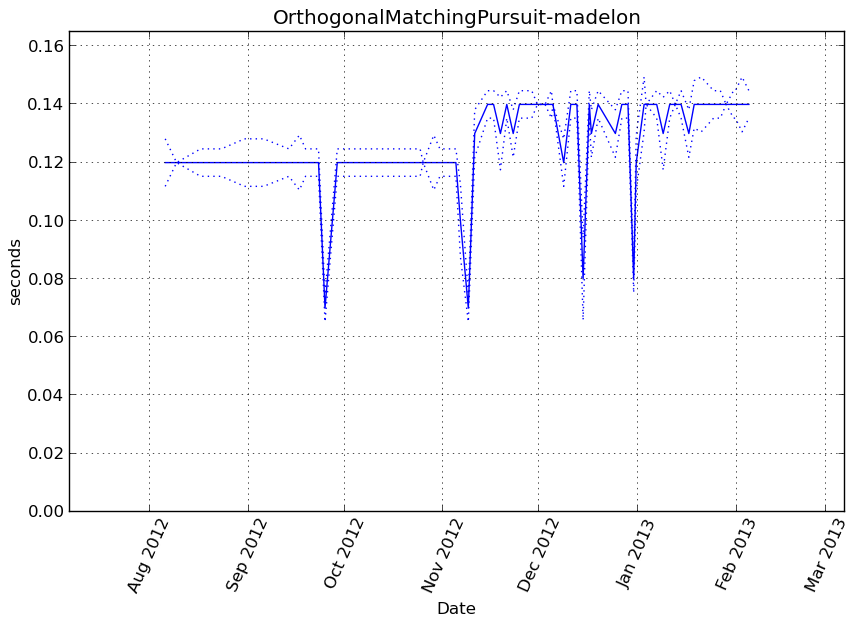 OrthogonalMatchingPursuit-madelon
0.16
0.14
0.12
0.10
0.08
0.06
0.04
0.02
0.00
seconds
Aug 2012
Sep 2012
Oct 2012
Nov 2012
Dec 2012
Jan 2013
Feb 2013
Mar 2013
Date